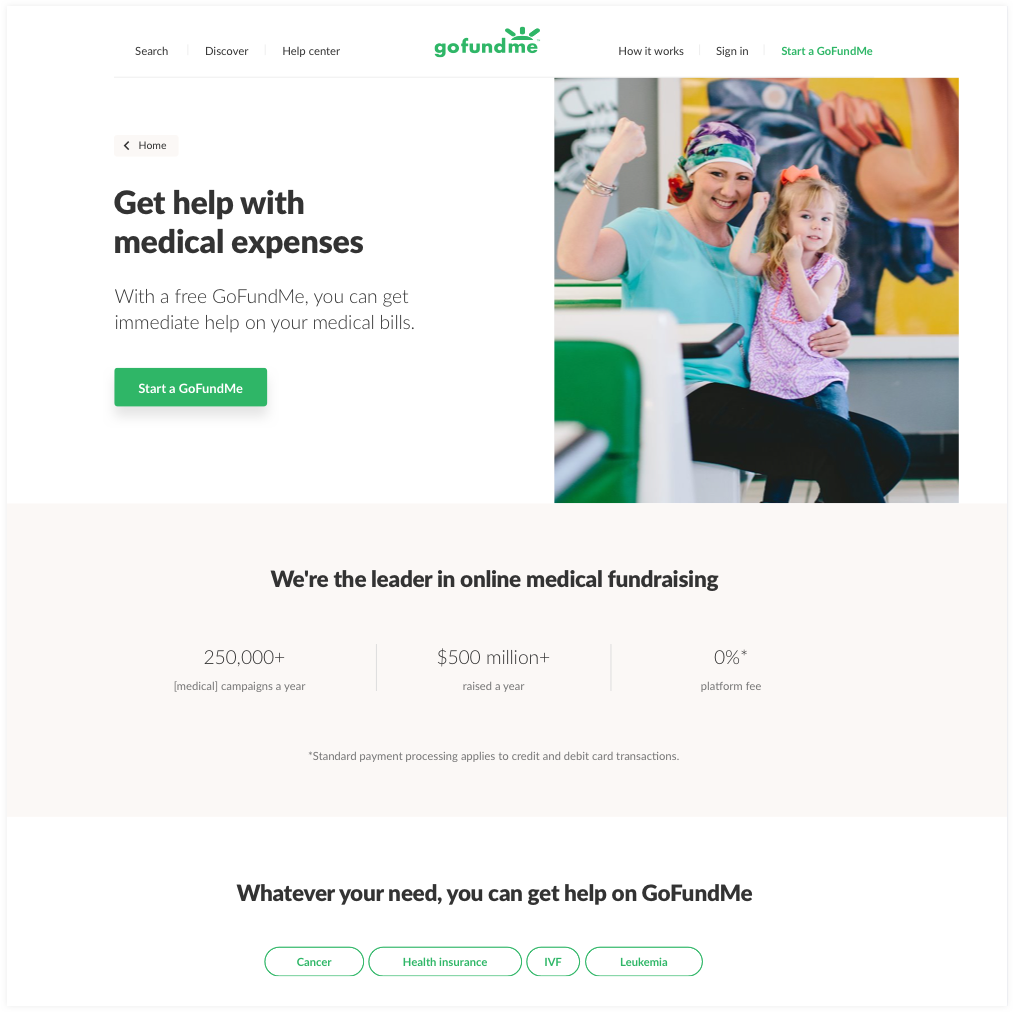 Search
Discover
Help center
gofundme
How it works
Sign in
Start a GoFundMe
Home
Get help with
medical expenses
With a free GoFundMe, you can get
immediate help on your medical bills.
Start a GoFundMe
We're the leader in online medical fundraising
250,000+
[medical] campaigns a year
$500 million+
raised a year
0%*
platform fee
*Standard payment processing applies to credit and debit card transactions.
Whatever your need, you can get help on GoFundMe
Cancer
Health insurance
IVF
Leukemia